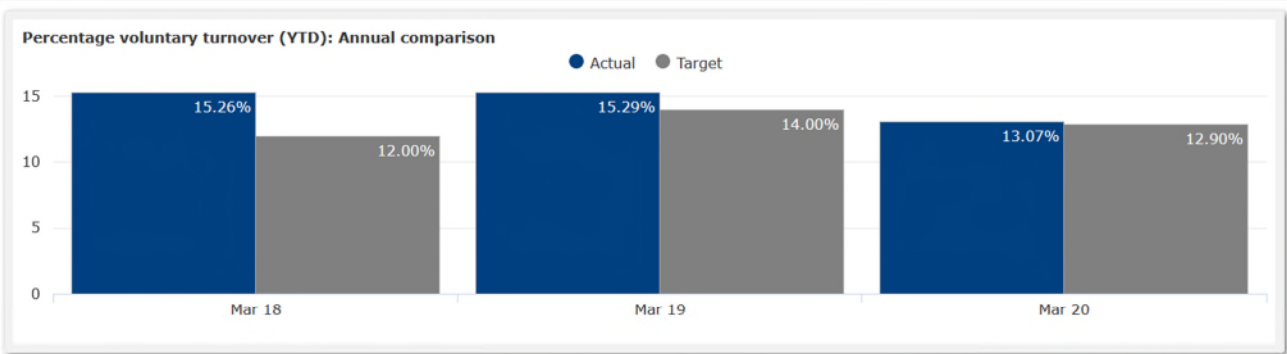 Percentage voluntary turnover (YTD): Annual comparison
Actual Target
15
15.26% 15.29%
14.00%
13.07% 12.90%
12.00%
10
5
0
Mar 18 Mar 19 Mar 20